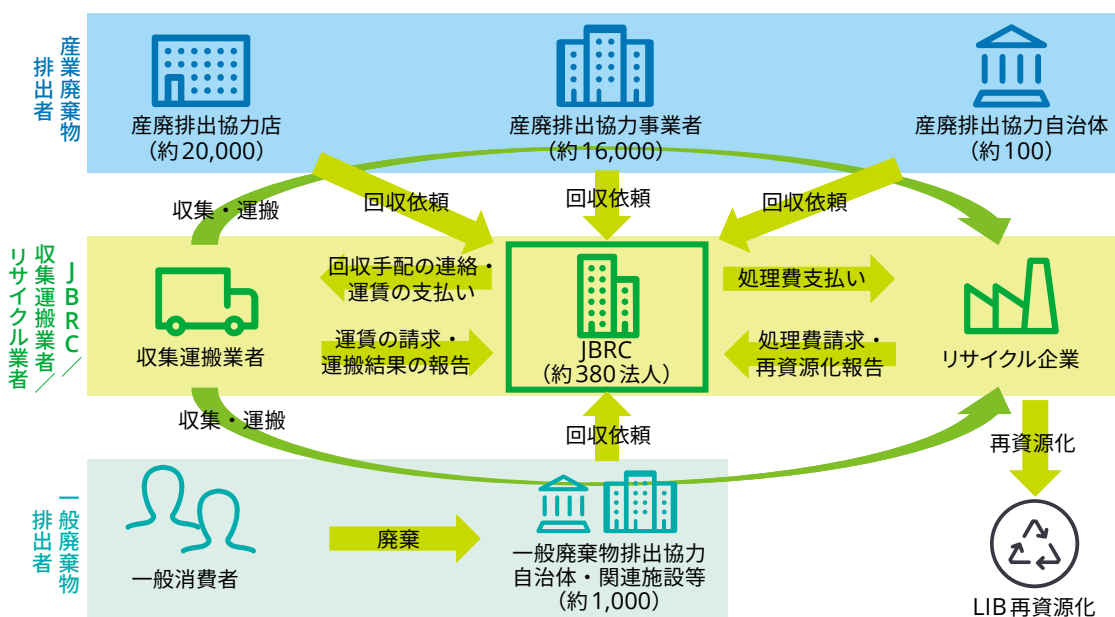 産業廃棄物
排出者
産廃排出協力店
（約20,000）
産廃排出協力事業者
（約16,000）
産廃排出協力自治体
（約100）
収集・運搬
回収依頼
回収依頼
回収依頼
JBRC／
収集運搬業者／
リサイクル業者
収集運搬業者
回収手配の連絡・
運賃の支払い
運賃の請求・
運搬結果の報告
JBRC
（約380法人）
処理費支払い
処理費請求・
再資源化報告
リサイクル企業
収集・運搬
回収依頼
再資源化
一般廃棄物
排出者
一般消費者
廃棄
一般廃棄物排出協力
自治体・関連施設等
（約1,000）
LIB再資源化